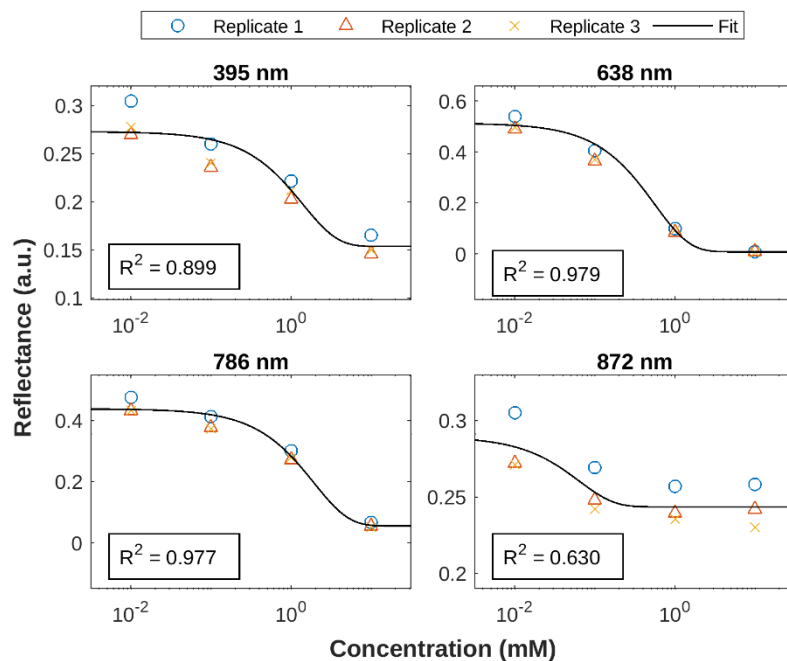 Replicate 1 Replicate 2 Replicate 3 Fit
395 nm
0.3
0.25
0.2
0.15
0.1
R² = 0.899
10⁻² 10⁰
638 nm
0.6
0.4
0.2
0
R² = 0.979
10⁻² 10⁰
786 nm
0.4
0.2
0
R² = 0.977
10⁻² 10⁰
872 nm
0.3
0.25
0.2
R² = 0.630
10⁻² 10⁰
Reflectance (a.u.)
Concentration (mM)